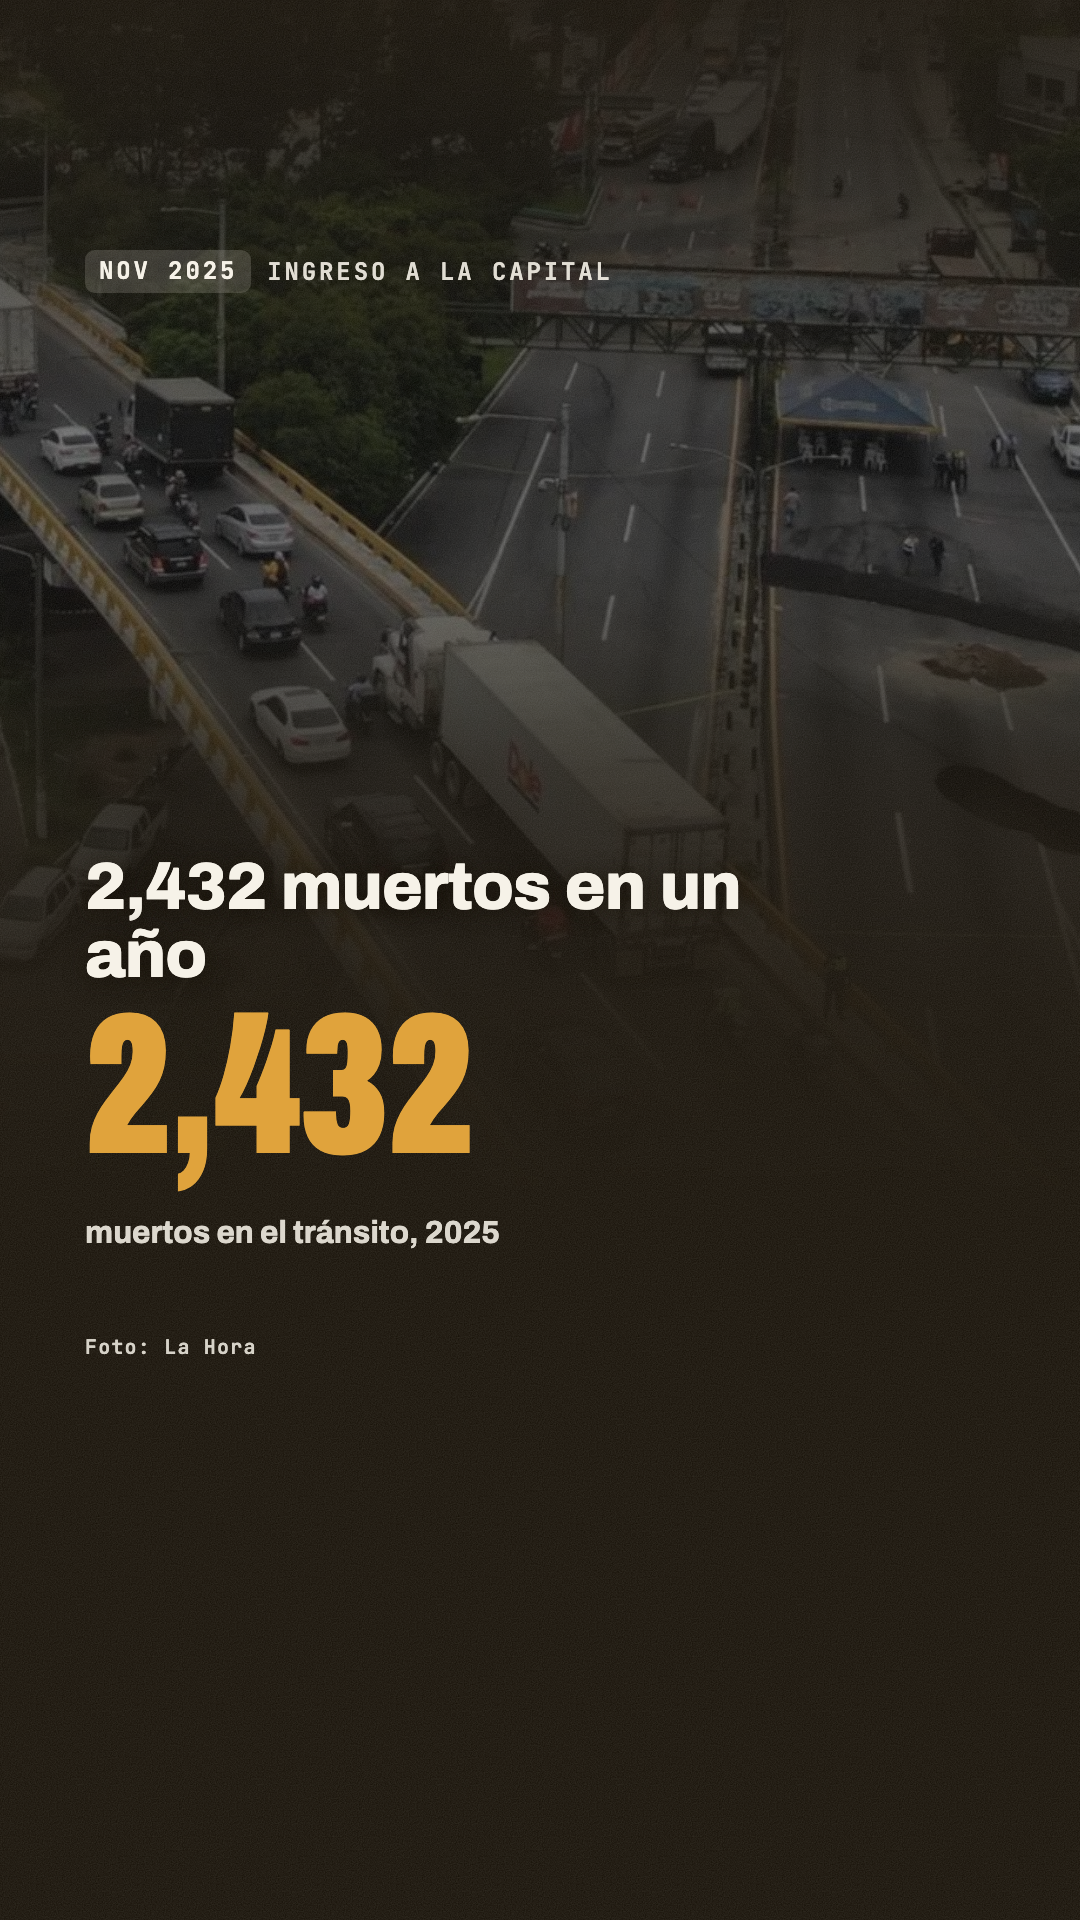 NOV 2025 INGRESO A LA CAPITAL
2,432 muertos en un
año
2,432
muertos en el tránsito, 2025
Foto: La Hora